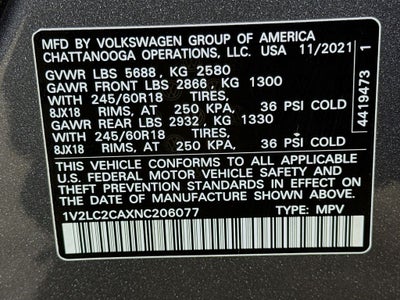 MFD BY VOLKSWAGEN GROUP OF AMERICA
CHATTANOOGA OPERATIONS, LLC. USA 11/2021
GVWR LBS 5688, KG 2580
GAWR FRONT LBS 2866, KG 1300
WITH 245/60R18 TIRES,
8JX18 RIMS, AT 250 KPA, 36 PSI COLD
GAWR REAR LBS 2932, KG 1330
WITH 245/60R18 TIRES,
8JX18 RIMS, AT 250 KPA, 36 PSI COLD
THIS VEHICLE CONFORMS TO ALL APPLICABLE
U.S. FEDERAL MOTOR VEHICLE SAFETY AND
THEFT PREVENTION STANDARDS IN EFFECT ON
THE DATE OF MANUFACTURE SHOWN ABOVE.
1V2LC2CAXNC206077 TYPE: MPV
4419473 1